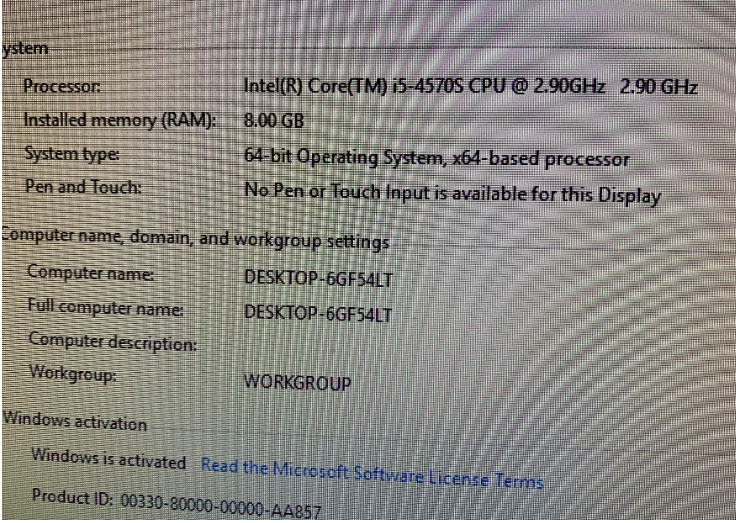 ystem
Processor: Intel(R) Core(TM) i5-4570S CPU @ 2.90GHz 2.90 GHz
Installed memory (RAM): 8.00 GB
System type: 64-bit Operating System, x64-based processor
Pen and Touch: No Pen or Touch Input is available for this Display
Computer name, domain, and workgroup settings
Computer name: DESKTOP-6GF54LT
Full computer name: DESKTOP-6GF54LT
Computer description:
Workgroup: WORKGROUP
Windows activation
Windows is activated Read the Microsoft Software License Terms
Product ID: 00330-80000-00000-AA857